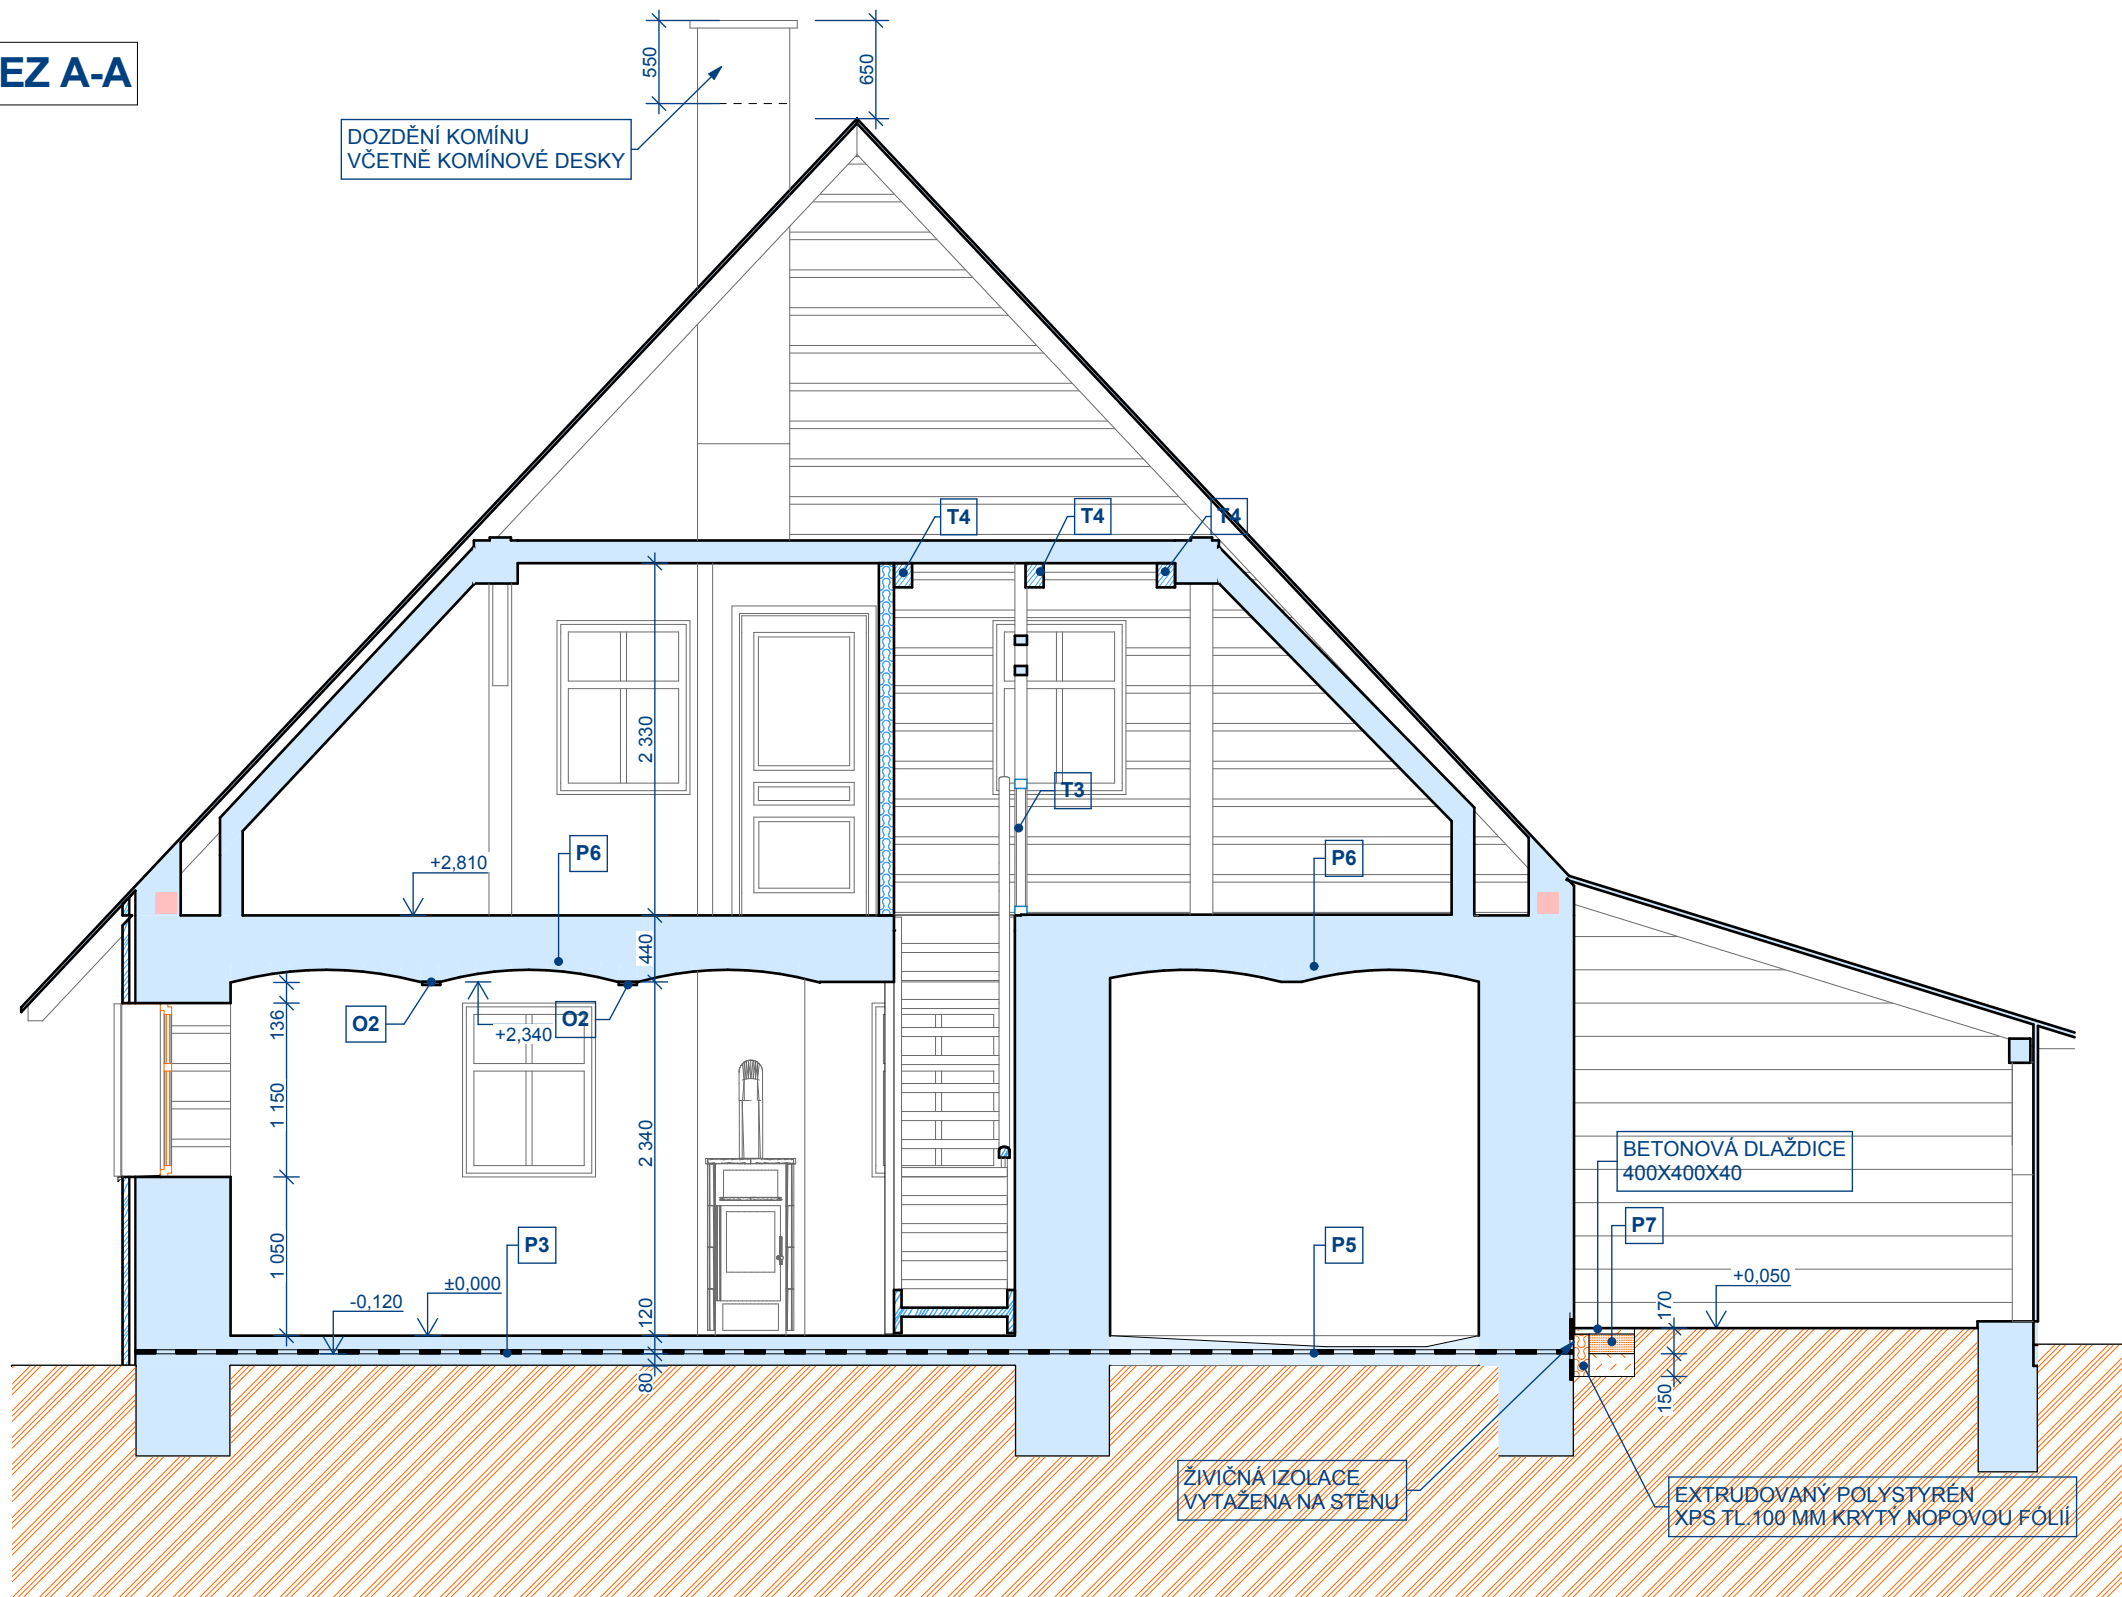 EZ A-A
550
650
DOZDĚNÍ KOMÍNU
VČETNĚ KOMÍNOVÉ DESKY
T4
T4
T4
2 330
T3
P6
P6
+2,810
440
O2
O2
+2,340
136
1 150
2 340
BETONOVÁ DLAŽDICE
400X400X40
P7
P3
P5
1 050
±0,000
-0,120
+0,050
120
170
80
150
ŽIVIČNÁ IZOLACE
VYTAŽENA NA STĚNU
EXTRUDOVANÝ POLYSTYRÉN
XPS TL.100 MM KRYTÝ NOPOVOU FÓLIÍ